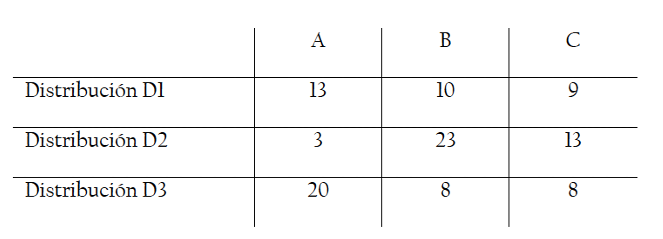 A B C
Distribución D1 13 10 9
Distribución D2 3 23 13
Distribución D3 20 8 8